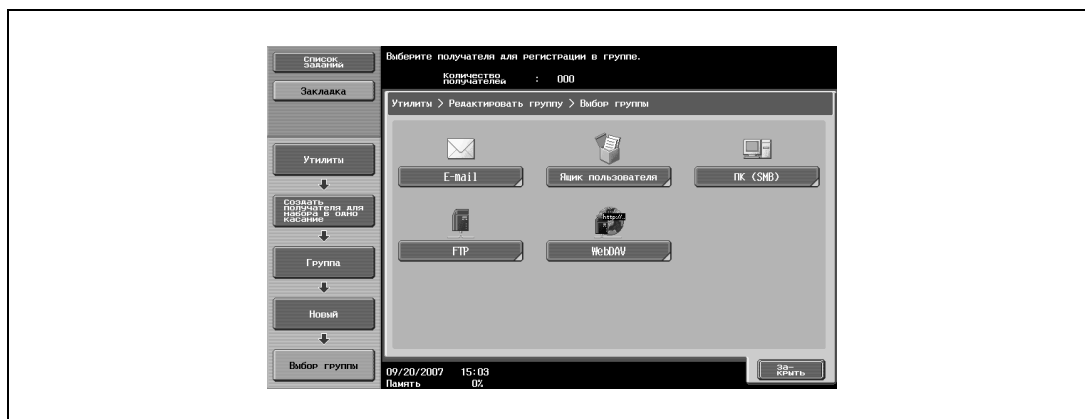 Список
заданий
Закладка
Утилиты
Создать
получателя для
набора в одно
касание
Группа
Новый
Выбор группы
Выберите получателя для регистрации в группе.
Количество
получателей : 000
Утилиты > Редактировать группу > Выбор группы
E-mail
Ящик пользователя
ПК (SMB)
http://..
FTP
WebDAV
09/20/2007 15:03
Память 0%
За-
крыть